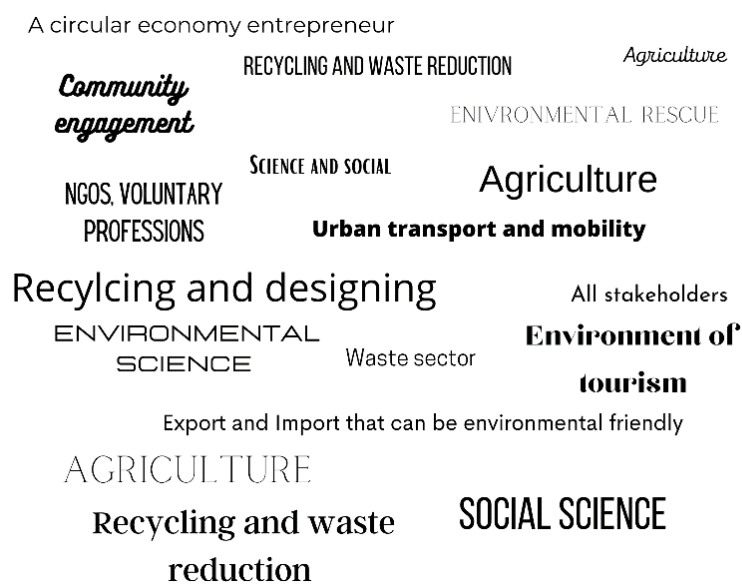 A circular economy entrepreneur
RECYCLING AND WASTE REDUCTION
Agriculture
Community
engagement
ENIVRONMENTAL RESCUE
SCIENCE AND SOCIAL
Agriculture
NGOS, VOLUNTARY
PROFESSIONS
Urban transport and mobility
Recylcing and designing
All stakeholders
ENVIRONMENTAL
SCIENCE
Waste sector
Environment of
tourism
Export and Import that can be environmental friendly
AGRICULTURE
Recycling and waste
reduction
SOCIAL SCIENCE